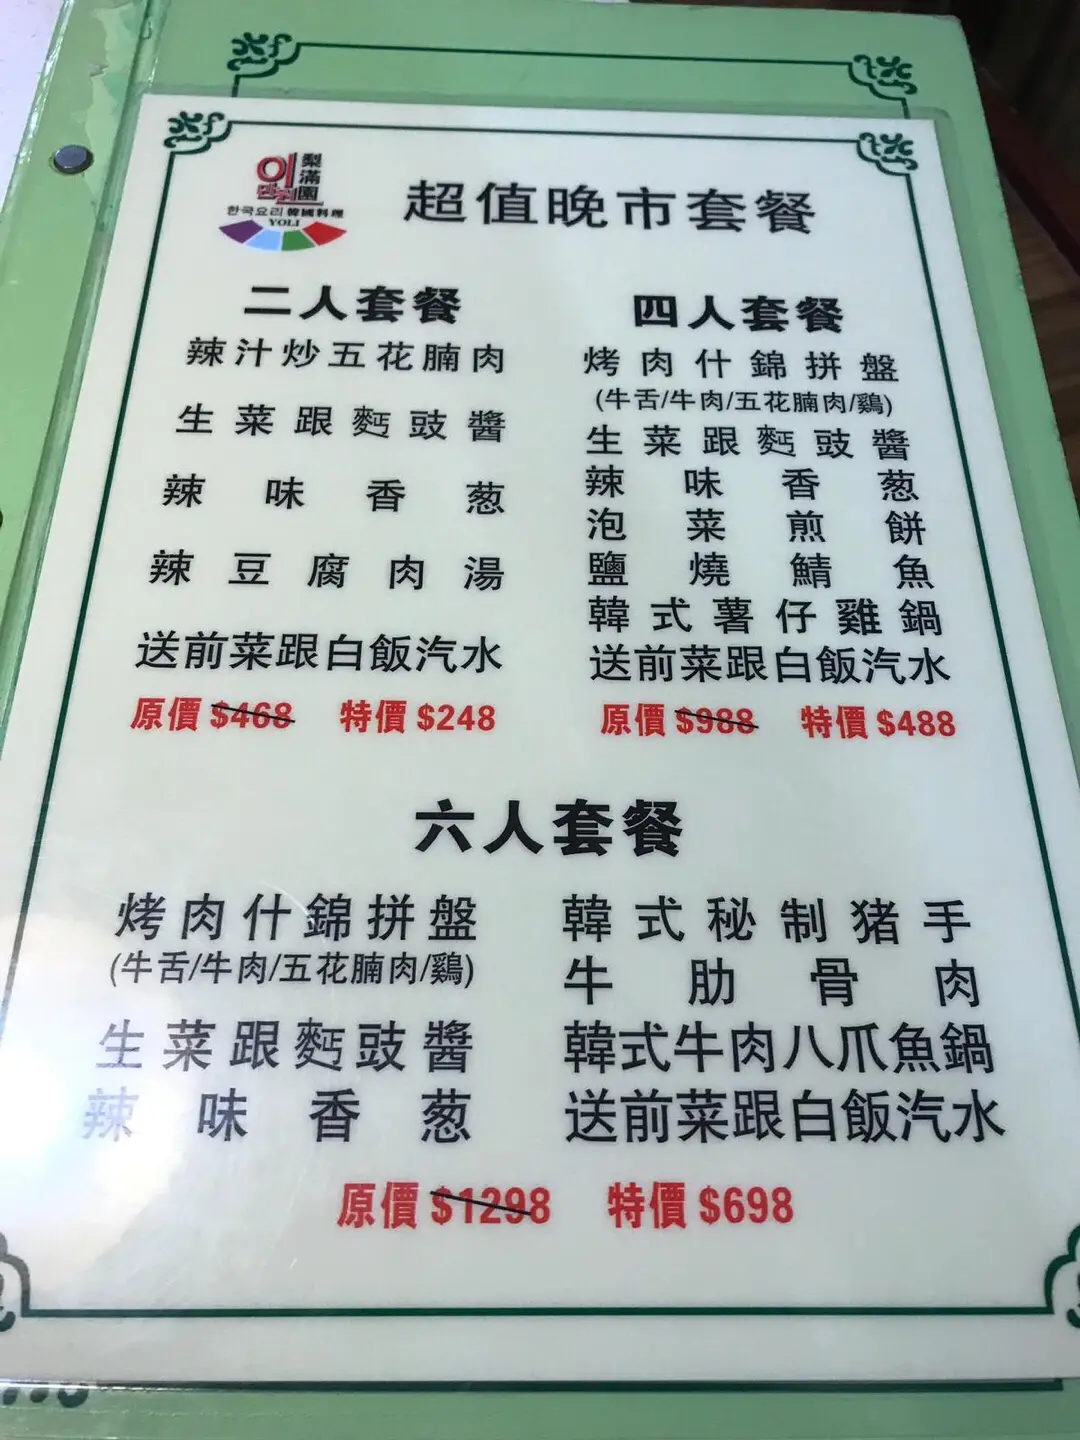 梨滿園
한국요리 韓國料理
YOLI
超值晚市套餐
二人套餐
辣汁炒五花腩肉
生菜跟麫豉醬
辣味香葱
辣豆腐肉湯
送前菜跟白飯汽水
原價 $468 特價 $248
四人套餐
烤肉什錦拼盤
(牛舌/牛肉/五花腩肉/鷄)
生菜跟麫豉醬
辣味香葱
泡菜煎餅
鹽燒鯖魚
韓式薯仔雞鍋
送前菜跟白飯汽水
原價 $988 特價 $488
六人套餐
烤肉什錦拼盤
(牛舌/牛肉/五花腩肉/鷄)
生菜跟麫豉醬
辣味香葱
韓式秘制猪手
牛肋骨肉
韓式牛肉八爪魚鍋
送前菜跟白飯汽水
原價 $1298 特價 $698